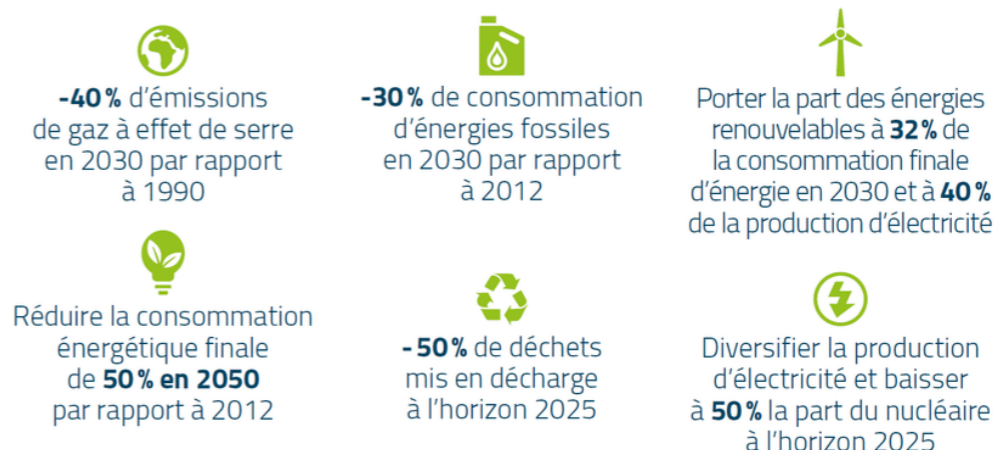 -40 % d'émissions
de gaz à effet de serre
en 2030 par rapport
à 1990
-30 % de consommation
d'énergies fossiles
en 2030 par rapport
à 2012
Porter la part des énergies
renouvelables à 32 % de
la consommation finale
d'énergie en 2030 et à 40 %
de la production d'électricité
Réduire la consommation
énergétique finale
de 50 % en 2050
par rapport à 2012
- 50 % de déchets
mis en décharge
à l'horizon 2025
Diversifier la production
d'électricité et baisser
à 50 % la part du nucléaire
à l'horizon 2025